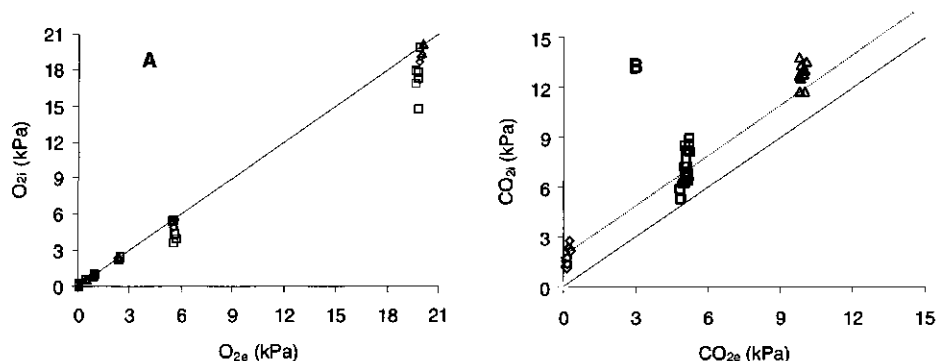 A
O2i (kPa)
21
18
15
12
9
6
3
0
0 3 6 9 12 15 18 21
O2e (kPa)
B
CO2i (kPa)
15
12
9
6
3
0
0 3 6 9 12 15
CO2e (kPa)